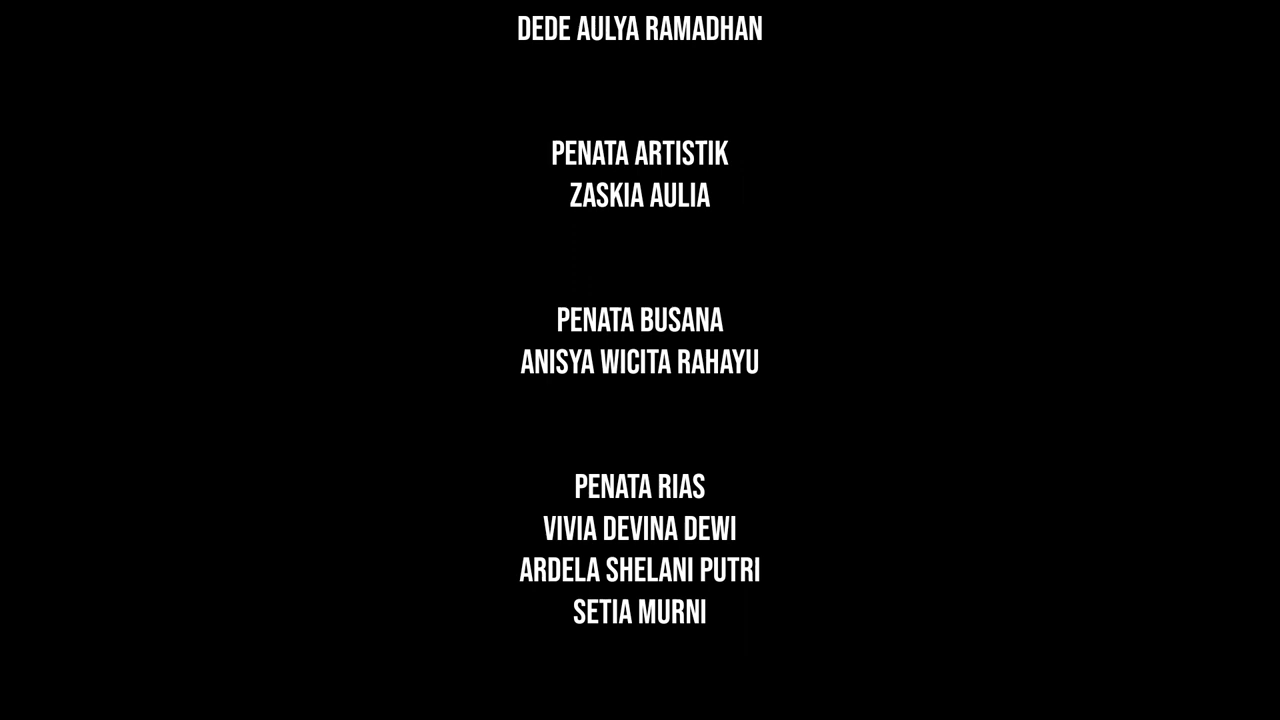 DEDE AULYA RAMADHAN
PENATA ARTISTIK
ZASKIA AULIA
PENATA BUSANA
ANISYA WICITA RAHAYU
PENATA RIAS
VIVIA DEVINA DEWI
ARDELA SHELANI PUTRI
SETIA MURNI